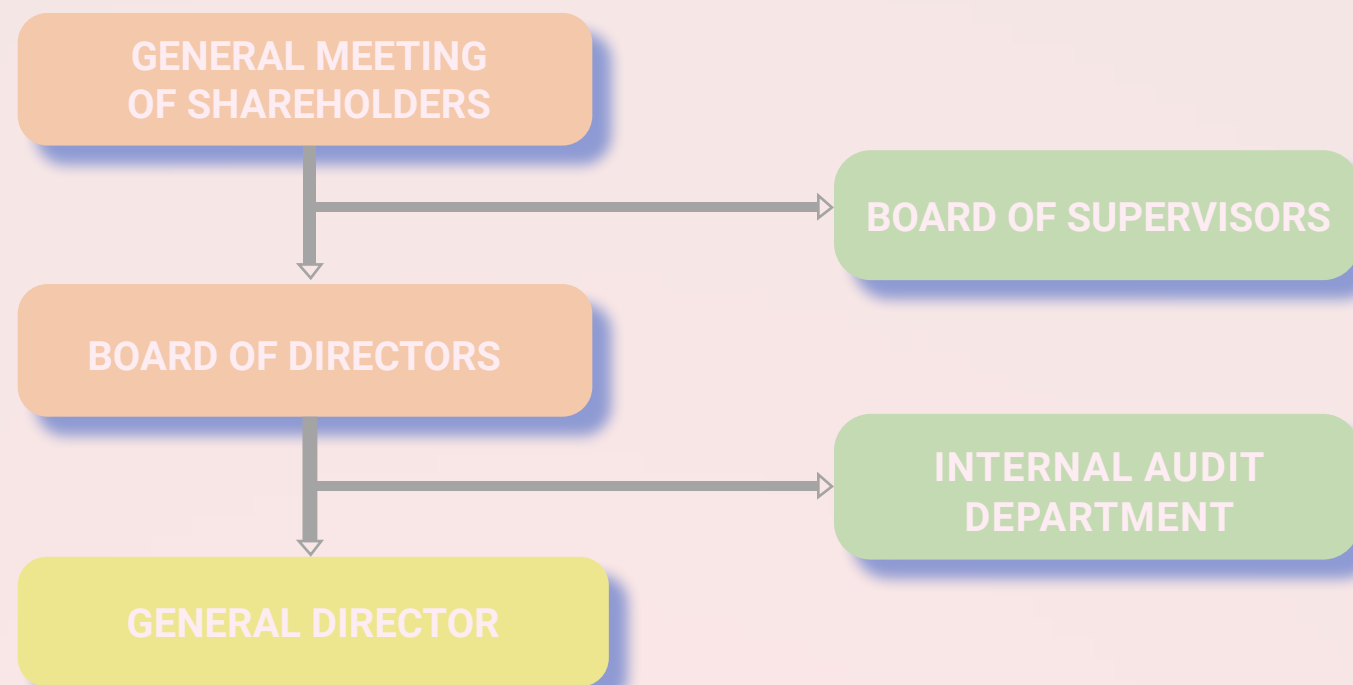 GENERAL MEETING
OF SHAREHOLDERS
BOARD OF SUPERVISORS
BOARD OF DIRECTORS
INTERNAL AUDIT
DEPARTMENT
GENERAL DIRECTOR